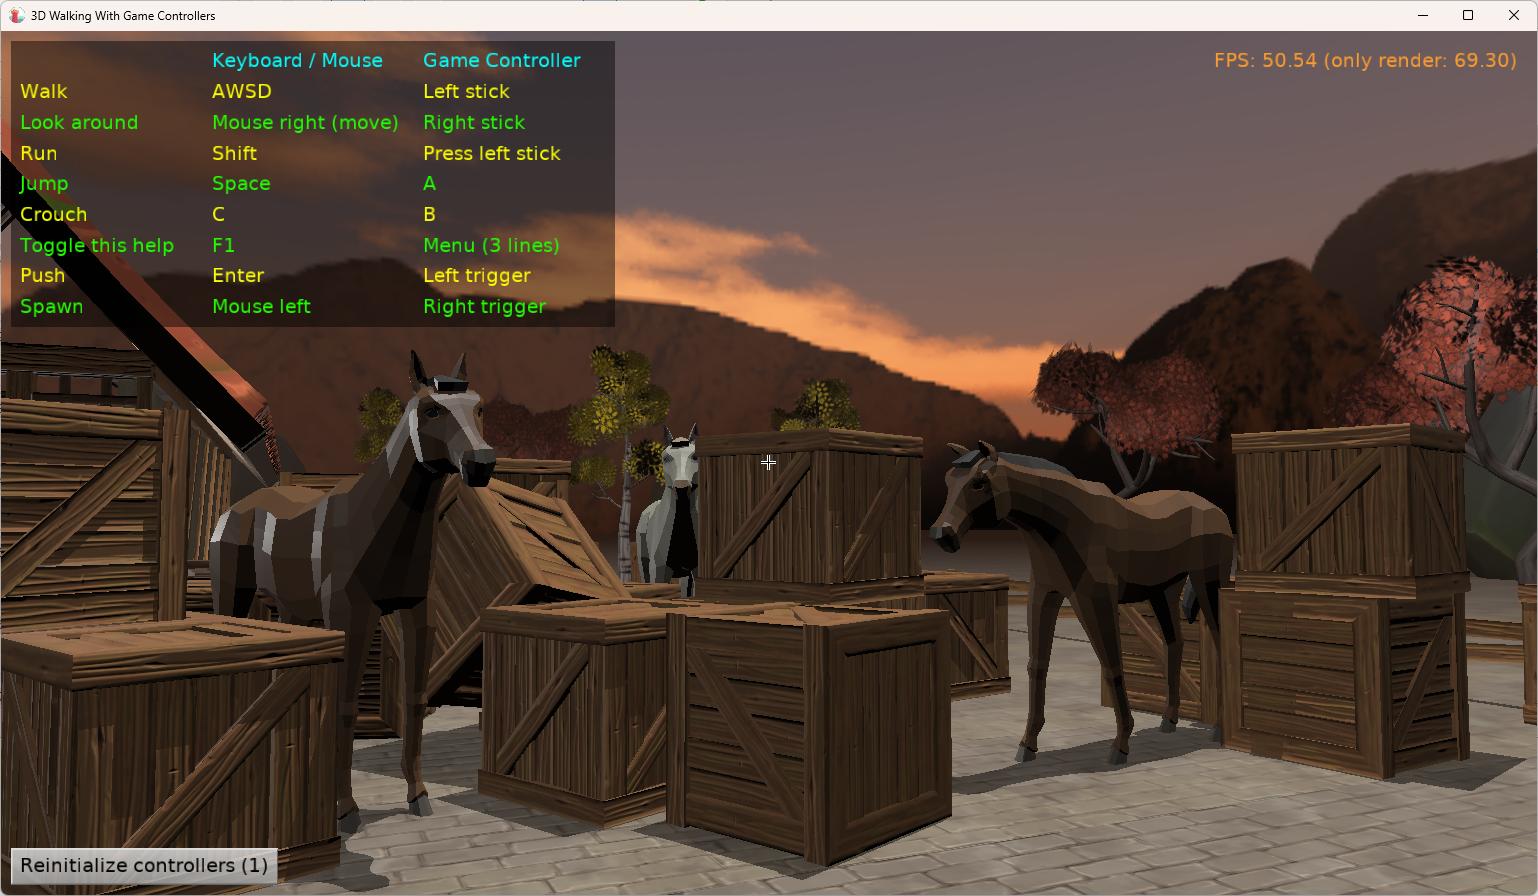 3D Walking With Game Controllers
Keyboard / Mouse Game Controller
FPS: 50.54 (only render: 69.30)
Walk AWSD Left stick
Look around Mouse right (move) Right stick
Run Shift Press left stick
Jump Space A
Crouch C B
Toggle this help F1 Menu (3 lines)
Push Enter Left trigger
Spawn Mouse left Right trigger
Reinitialize controllers (1)